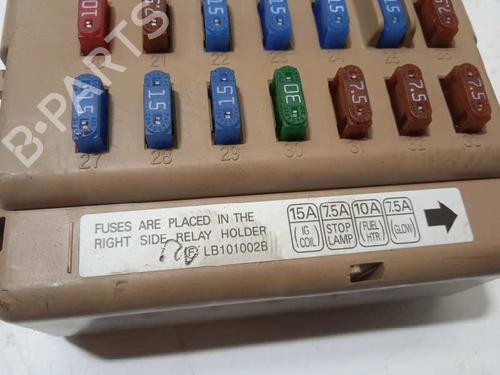 10
21
22
23
24
25
26
15
15
15
30
7.5
7.5
7.5
27
28
29
30
31
32
33
B-PARTS
FUSES ARE PLACED IN THE
RIGHT SIDE RELAY HOLDER
(E) LB101002B
15A
(IG
COIL)
7.5A
STOP
LAMP
10A
(FUEL
HTR)
7.5A
(GLOW)